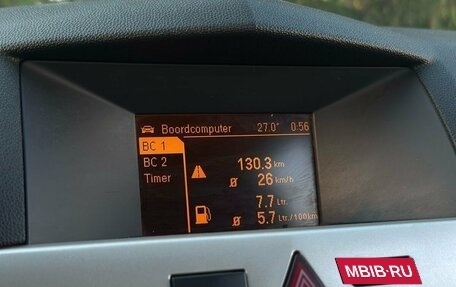 Boordcomputer 27.0° 0:56
BC 1
BC 2
Timer
130.3 km
Ø 26 km/h
7.7 Ltr.
Ø 5.7 Ltr./100km
MBIB-RU